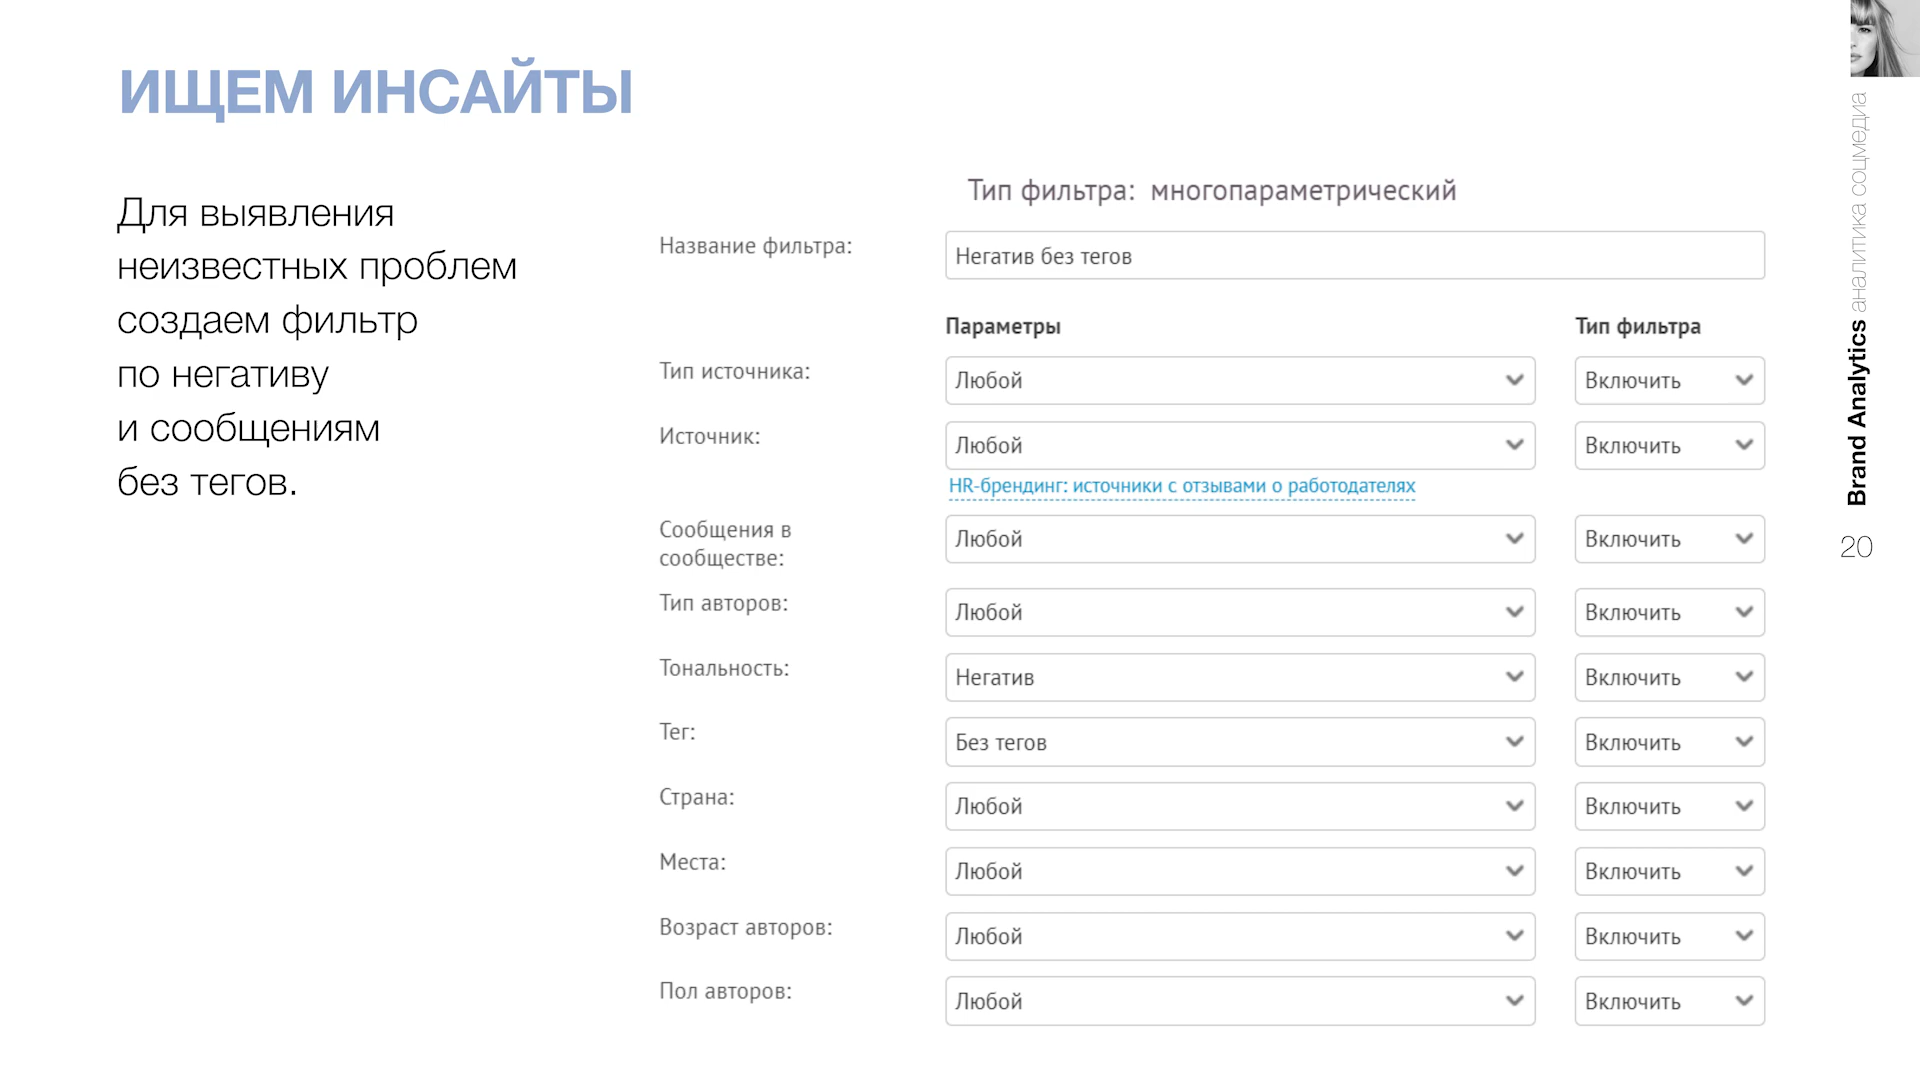 ИЩЕМ ИНСАЙТЫ
Для выявления
неизвестных проблем
создаем фильтр
по негативу
и сообщениям
без тегов.
Тип фильтра: многопараметрический
Название фильтра:
Негатив без тегов
Параметры
Тип фильтра
Тип источника:
Любой
Включить
Источник:
Любой
Включить
HR-брендинг: источники с отзывами о работодателях
Сообщения в
сообществе:
Любой
Включить
Тип авторов:
Любой
Включить
Тональность:
Негатив
Включить
Тег:
Без тегов
Включить
Страна:
Любой
Включить
Места:
Любой
Включить
Возраст авторов:
Любой
Включить
Пол авторов:
Любой
Включить
Brand Analytics аналитика соцмедиа
20